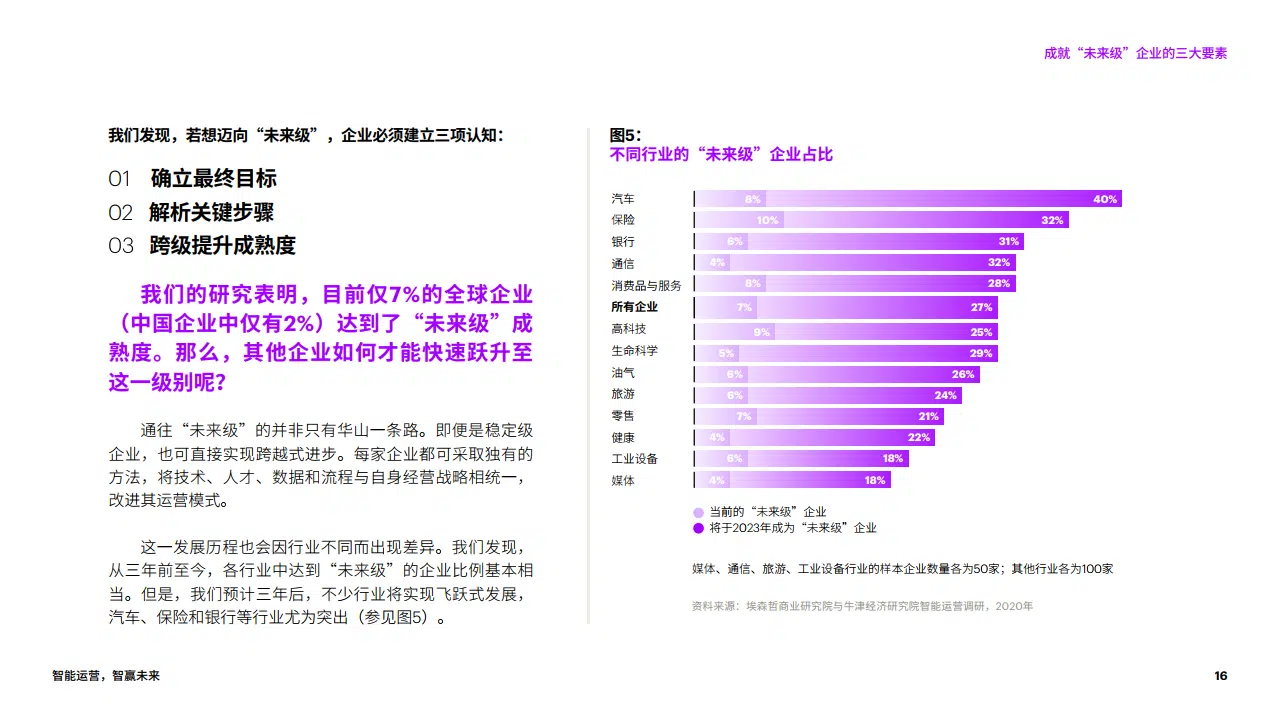 成就“未来级”企业的三大要素
我们发现，若想迈向“未来级”，企业必须建立三项认知：
01 确立最终目标
02 解析关键步骤
03 跨级提升成熟度
我们的研究表明，目前仅7%的全球企业
（中国企业中仅有2%）达到了“未来级”成
熟度。那么，其他企业如何才能快速跃升至
这一级别呢？
通往“未来级”的并非只有华山一条路。即便是稳定级
企业，也可直接实现跨越式进步。每家企业都可采取独有的
方法，将技术、人才、数据和流程与自身经营战略相统一，
改进其运营模式。
这一发展历程也会因行业不同而出现差异。我们发现，
从三年前至今，各行业中达到“未来级”的企业比例基本相
当。但是，我们预计三年后，不少行业将实现飞跃式发展，
汽车、保险和银行等行业尤为突出（参见图5）。
图5：
不同行业的“未来级”企业占比
汽车 8% 40%
保险 10% 32%
银行 6% 31%
通信 4% 32%
消费品与服务 8% 28%
所有企业 7% 27%
高科技 9% 25%
生命科学 5% 29%
油气 6% 26%
旅游 6% 24%
零售 7% 21%
健康 4% 22%
工业设备 6% 18%
媒体 4% 18%
当前的“未来级”企业
将于2023年成为“未来级”企业
媒体、通信、旅游、工业设备行业的样本企业数量各为50家；其他行业各为100家
资料来源：埃森哲商业研究院与牛津经济研究院智能运营调研，2020年
智能运营，智赢未来
16